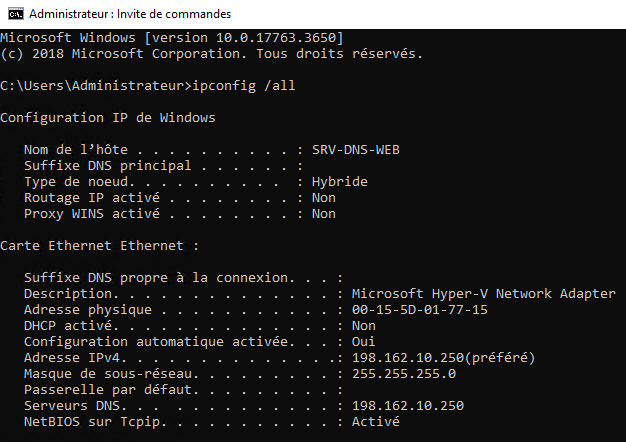 Administrateur : Invite de commandes
Microsoft Windows [version 10.0.17763.3650]
(c) 2018 Microsoft Corporation. Tous droits réservés.
C:\Users\Administrateur>ipconfig /all
Configuration IP de Windows
Nom de l’hôte . . . . . . . . . . : SRV-DNS-WEB
Suffixe DNS principal . . . . . . :
Type de noeud. . . . . . . . . .  : Hybride
Routage IP activé . . . . . . . . : Non
Proxy WINS activé . . . . . . . . : Non
Carte Ethernet Ethernet :
Suffixe DNS propre à la connexion. . . :
Description. . . . . . . . . . . . . . : Microsoft Hyper-V Network Adapter
Adresse physique . . . . . . . . . . . : 00-15-5D-01-77-15
DHCP activé. . . . . . . . . . . . . . : Non
Configuration automatique activée. . . : Oui
Adresse IPv4. . . . . . . . . . . . . .: 198.162.10.250(préféré)
Masque de sous-réseau. . . . . . . . . : 255.255.255.0
Passerelle par défaut. . . . . . . . . :
Serveurs DNS. . .  . . . . . . . . . . : 198.162.10.250
NetBIOS sur Tcpip. . . . . . . . . . . : Activé